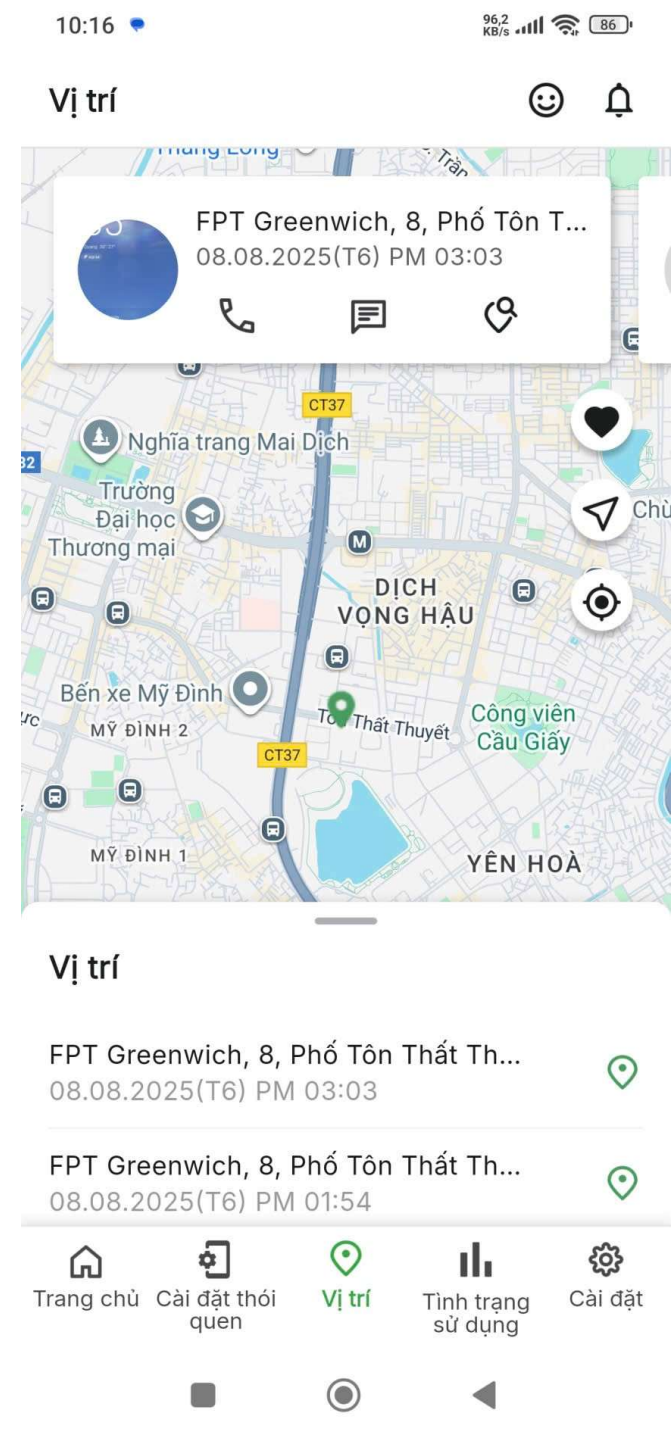 10:16
96,2
KB/s
86
Vị trí
Thăng Long
FPT Greenwich, 8, Phố Tôn T...
08.08.2025(T6) PM 03:03
CT37
Nghĩa trang Mai Dịch
32
Trường
Đại học
Thương mại
M
DỊCH
VỌNG HẬU
Bến xe Mỹ Đình
MỸ ĐÌNH 2
Tôn Thất Thuyết
Công viên
Cầu Giấy
CT37
MỸ ĐÌNH 1
YÊN HOÀ
Vị trí
FPT Greenwich, 8, Phố Tôn Thất Th...
08.08.2025(T6) PM 03:03
FPT Greenwich, 8, Phố Tôn Thất Th...
08.08.2025(T6) PM 01:54
Trang chủ
Cài đặt thói
quen
Vị trí
Tình trạng
sử dụng
Cài đặt